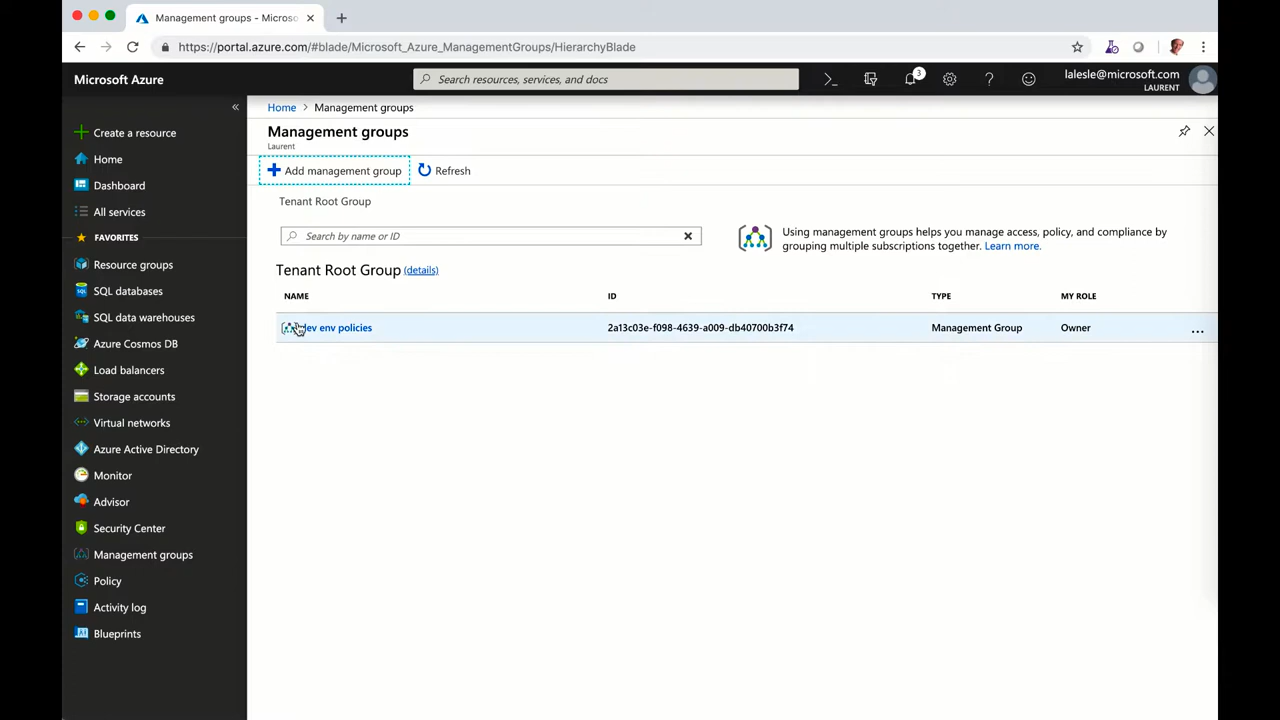 Management groups - Micros
https://portal.azure.com/#blade/Microsoft_Azure_ManagementGroups/HierarchyBlade
Microsoft Azure
Search resources, services, and docs
3
lalesle@microsoft.com
LAURENT
Create a resource
Home
Dashboard
All services
FAVORITES
Resource groups
SQL databases
SQL data warehouses
Azure Cosmos DB
Load balancers
Storage accounts
Virtual networks
Azure Active Directory
Monitor
Advisor
Security Center
Management groups
Policy
Activity log
Blueprints
Home > Management groups
Management groups
Laurent
Add management group Refresh
Tenant Root Group
Search by name or ID
Using management groups helps you manage access, policy, and compliance by
grouping multiple subscriptions together. Learn more.
Tenant Root Group (details)
NAME ID TYPE MY ROLE
dev env policies 2a13c03e-f098-4639-a009-db40700b3f74 Management Group Owner